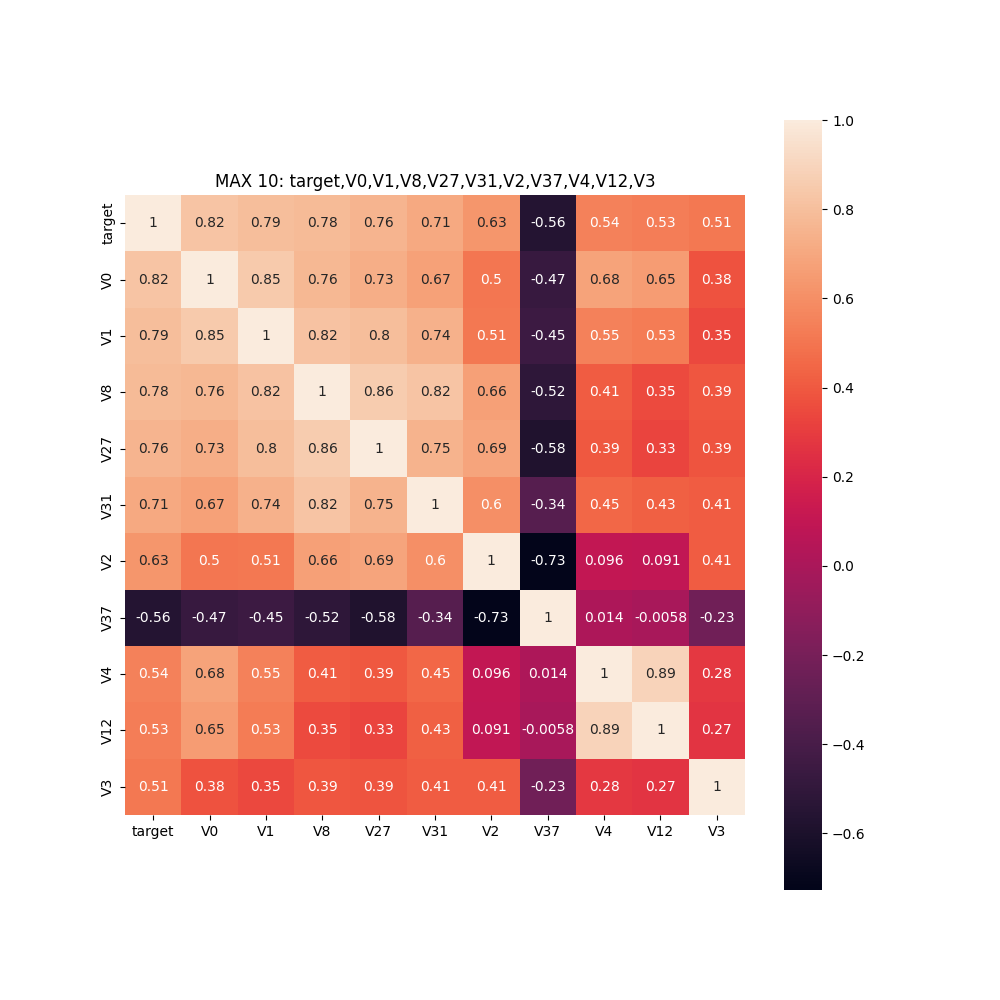 MAX 10: target,V0,V1,V8,V27,V31,V2,V37,V4,V12,V3
1.0
target 1 0.82 0.79 0.78 0.76 0.71 0.63 -0.56 0.54 0.53 0.51
0.8
V0 0.82 1 0.85 0.76 0.73 0.67 0.5 -0.47 0.68 0.65 0.38
0.6
V1 0.79 0.85 1 0.82 0.8 0.74 0.51 -0.45 0.55 0.53 0.35
V8 0.78 0.76 0.82 1 0.86 0.82 0.66 -0.52 0.41 0.35 0.39
0.4
V27 0.76 0.73 0.8 0.86 1 0.75 0.69 -0.58 0.39 0.33 0.39
0.2
V31 0.71 0.67 0.74 0.82 0.75 1 0.6 -0.34 0.45 0.43 0.41
V2 0.63 0.5 0.51 0.66 0.69 0.6 1 -0.73 0.096 0.091 0.41
0.0
V37 -0.56 -0.47 -0.45 -0.52 -0.58 -0.34 -0.73 1 0.014 -0.0058 -0.23
−0.2
V4 0.54 0.68 0.55 0.41 0.39 0.45 0.096 0.014 1 0.89 0.28
V12 0.53 0.65 0.53 0.35 0.33 0.43 0.091 -0.0058 0.89 1 0.27
−0.4
V3 0.51 0.38 0.35 0.39 0.39 0.41 0.41 -0.23 0.28 0.27 1
target V0 V1 V8 V27 V31 V2 V37 V4 V12 V3
−0.6